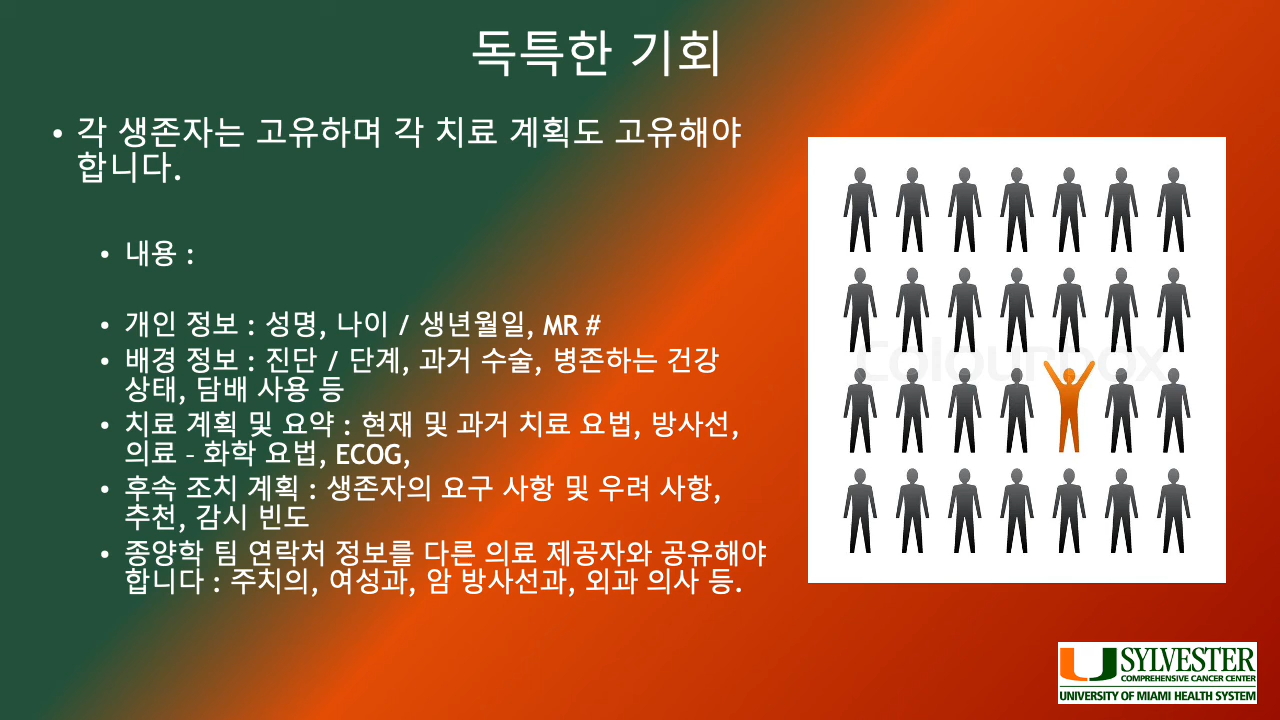 독특한 기회
• 각 생존자는 고유하며 각 치료 계획도 고유해야
합니다.
• 내용 :
• 개인 정보 : 성명, 나이 / 생년월일, MR #
• 배경 정보 : 진단 / 단계, 과거 수술, 병존하는 건강
상태, 담배 사용 등
• 치료 계획 및 요약 : 현재 및 과거 치료 요법, 방사선,
의료 - 화학 요법, ECOG,
• 후속 조치 계획 : 생존자의 요구 사항 및 우려 사항,
추천, 감시 빈도
• 종양학 팀 연락처 정보를 다른 의료 제공자와 공유해야
합니다 : 주치의, 여성과, 암 방사선과, 외과 의사 등.
Colourbox
SYLVESTER
COMPREHENSIVE CANCER CENTER
UNIVERSITY OF MIAMI HEALTH SYSTEM